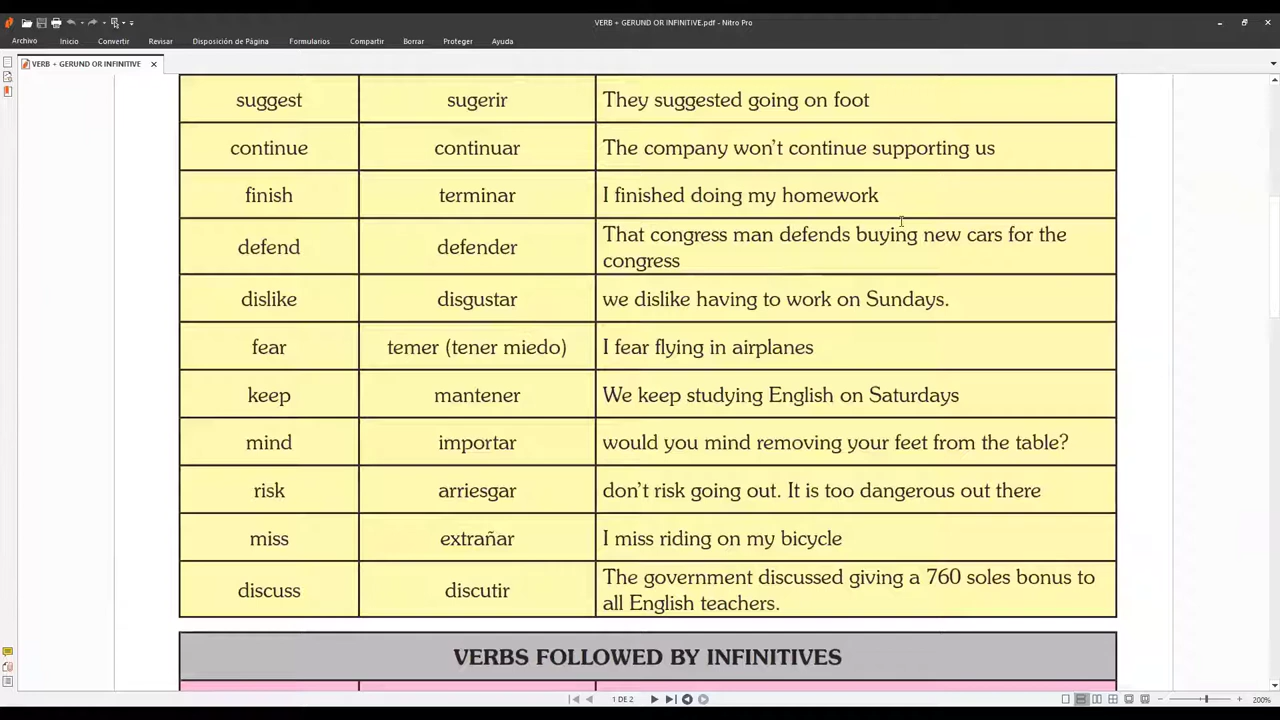 VERB + GERUND OR INFINITIVE.pdf - Nitro Pro
Archivo Inicio Convertir Revisar Disposición de Página Formularios Compartir Borrar Proteger Ayuda
VERB + GERUND OR INFINITIVE
suggest sugerir They suggested going on foot
continue continuar The company won't continue supporting us
finish terminar I finished doing my homework
defend defender That congress man defends buying new cars for the
congress
dislike disgustar we dislike having to work on Sundays.
fear temer (tener miedo) I fear flying in airplanes
keep mantener We keep studying English on Saturdays
mind importar would you mind removing your feet from the table?
risk arriesgar don't risk going out. It is too dangerous out there
miss extrañar I miss riding on my bicycle
discuss discutir The government discussed giving a 760 soles bonus to
all English teachers.
VERBS FOLLOWED BY INFINITIVES
1 DE 2
200%